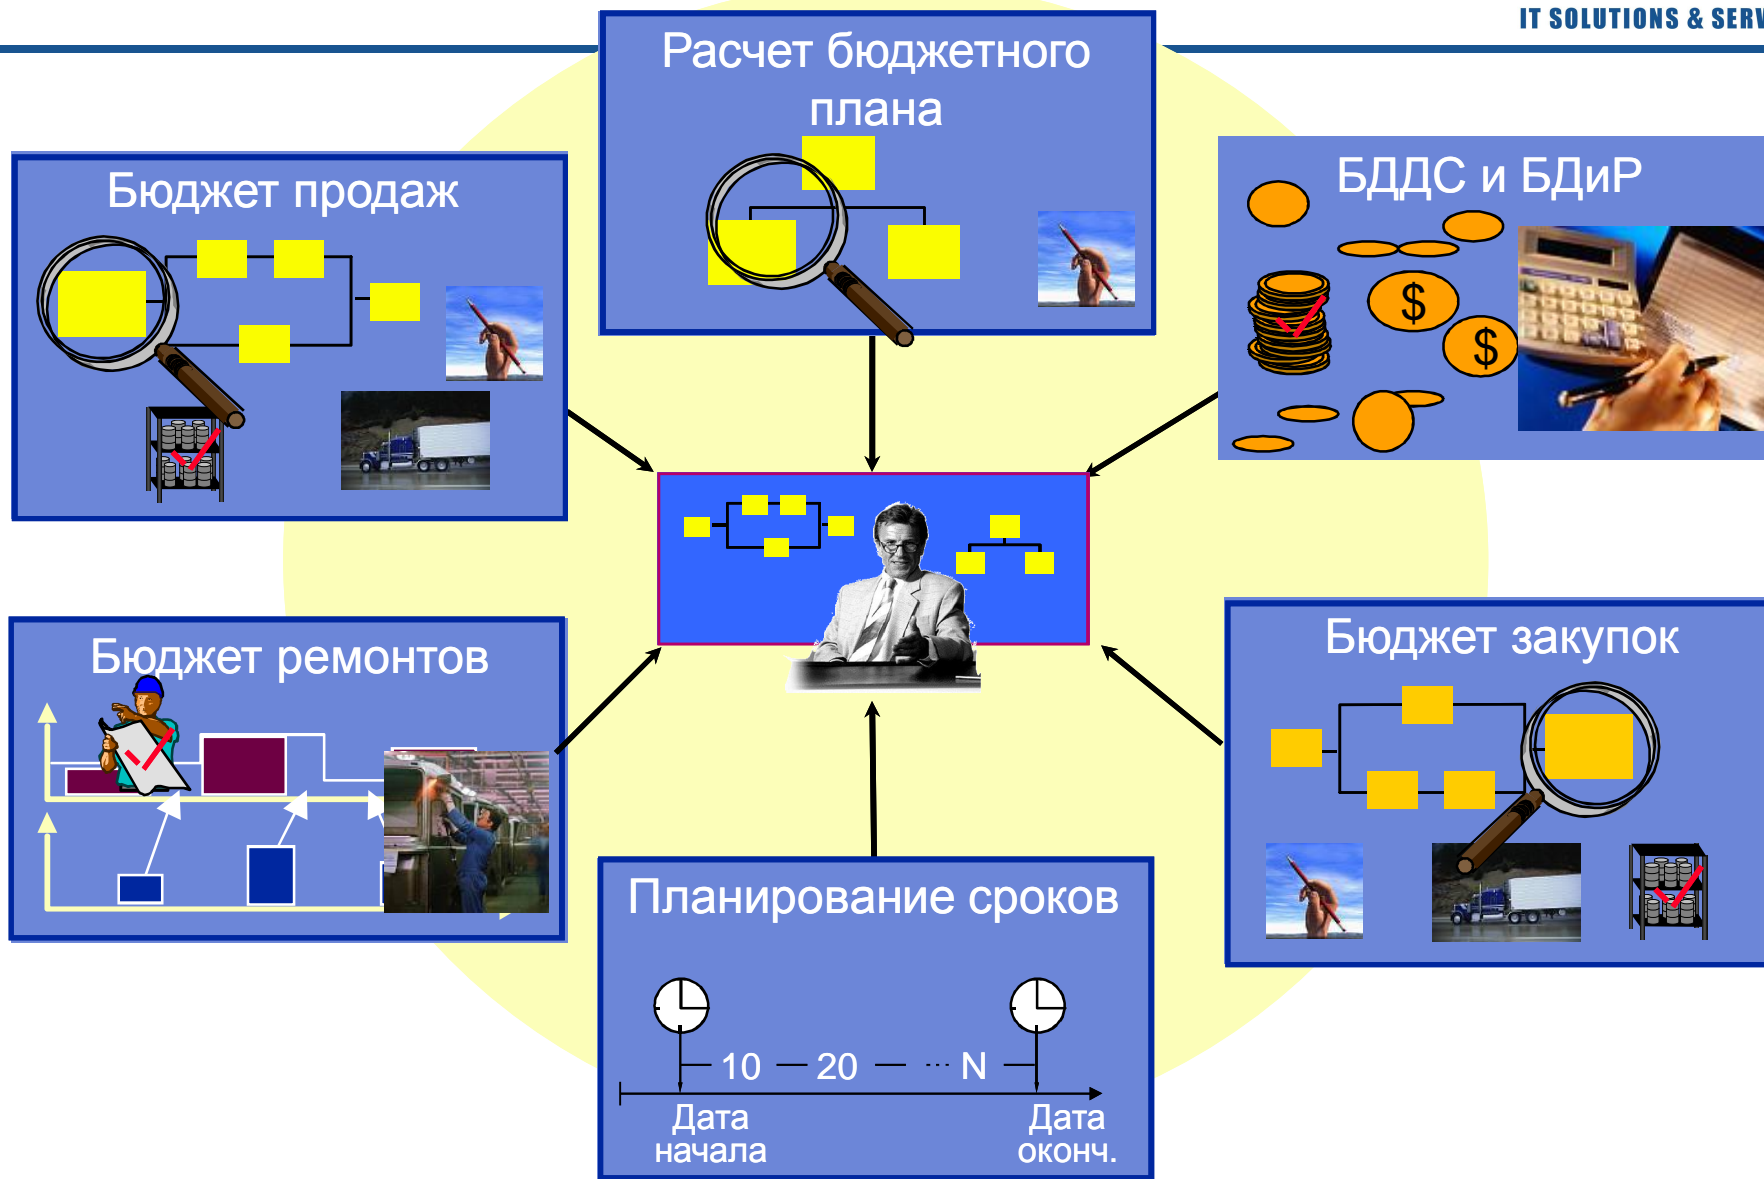 IT SOLUTIONS & SERV
Расчет бюджетного
плана
Бюджет продаж
БДДС и БДиР
$
$
Бюджет ремонтов
Бюджет закупок
Планирование сроков
10 20 ... N
Дата
начала
Дата
оконч.